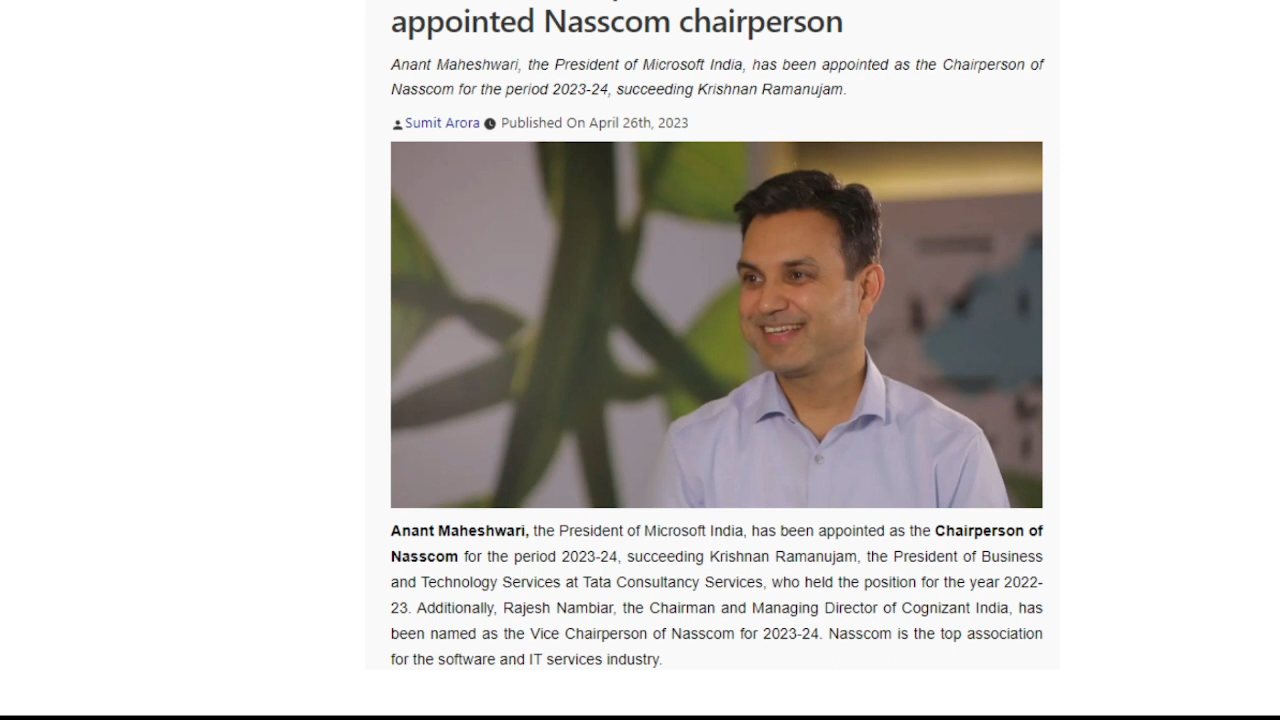 appointed Nasscom chairperson
Anant Maheshwari, the President of Microsoft India, has been appointed as the Chairperson of
Nasscom for the period 2023-24, succeeding Krishnan Ramanujam.
Sumit Arora Published On April 26th, 2023
Anant Maheshwari, the President of Microsoft India, has been appointed as the Chairperson of
Nasscom for the period 2023-24, succeeding Krishnan Ramanujam, the President of Business
and Technology Services at Tata Consultancy Services, who held the position for the year 2022-
23. Additionally, Rajesh Nambiar, the Chairman and Managing Director of Cognizant India, has
been named as the Vice Chairperson of Nasscom for 2023-24. Nasscom is the top association
for the software and IT services industry.